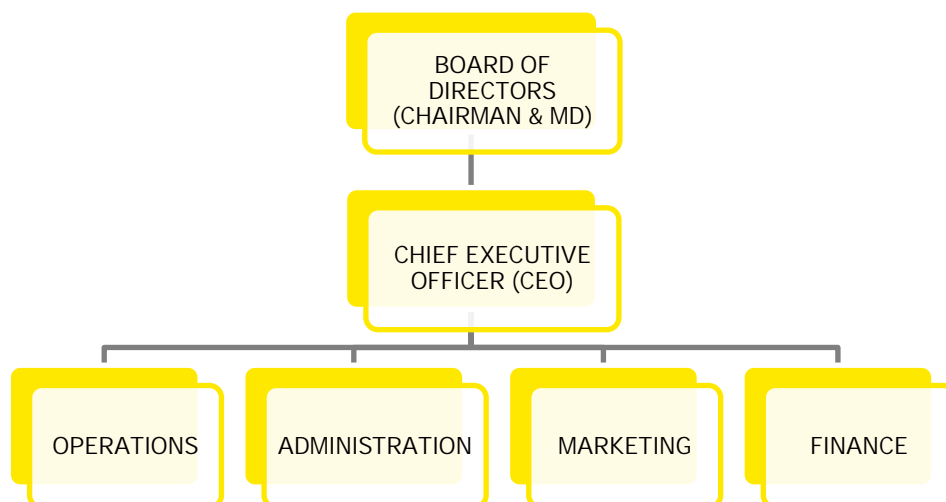 BOARD OF
DIRECTORS
(CHAIRMAN & MD)
CHIEF EXECUTIVE
OFFICER (CEO)
OPERATIONS
ADMINISTRATION
MARKETING
FINANCE